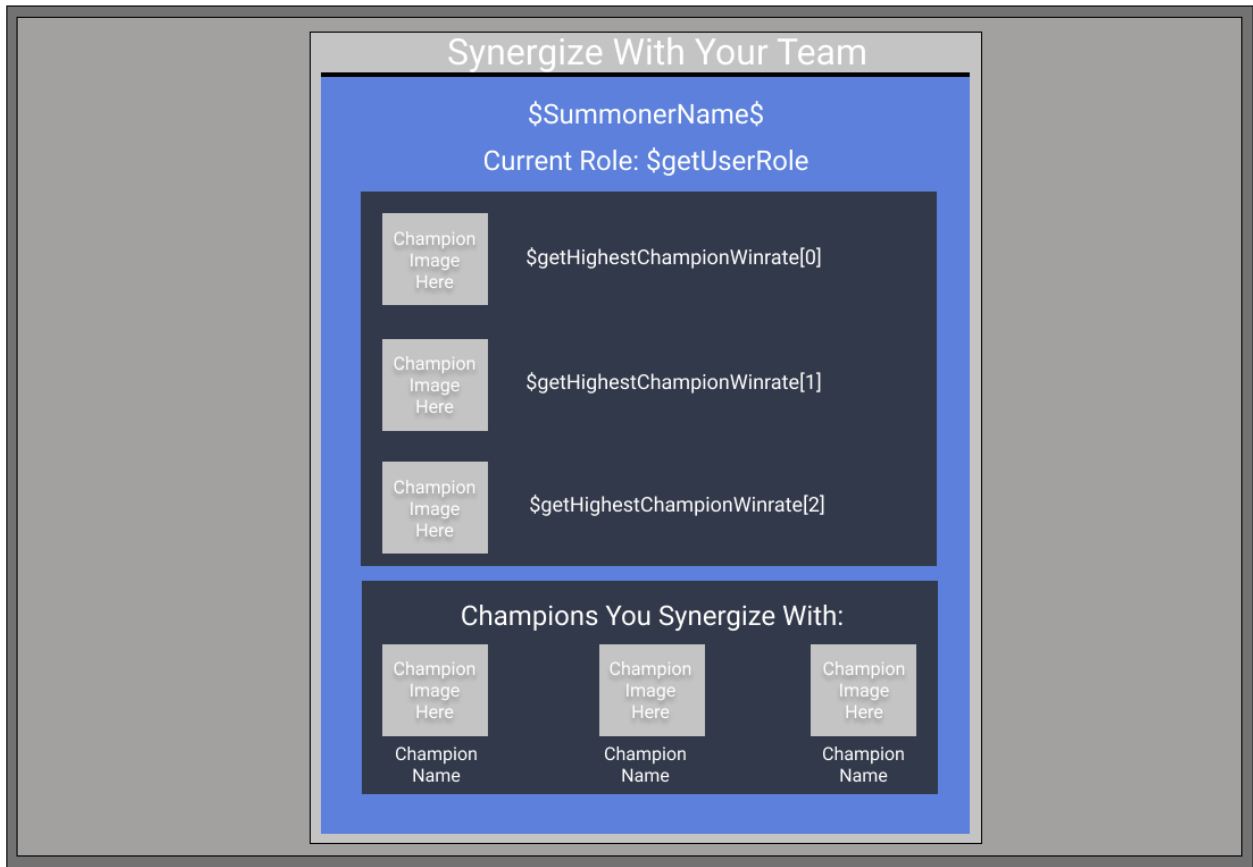 Synergize With Your Team
$SummonerName$
Current Role: $getUserRole
Champion
Image
Here
$getHighestChampionWinrate[0]
Champion
Image
Here
$getHighestChampionWinrate[1]
Champion
Image
Here
$getHighestChampionWinrate[2]
Champions You Synergize With:
Champion
Image
Here
Champion
Name
Champion
Image
Here
Champion
Name
Champion
Image
Here
Champion
Name